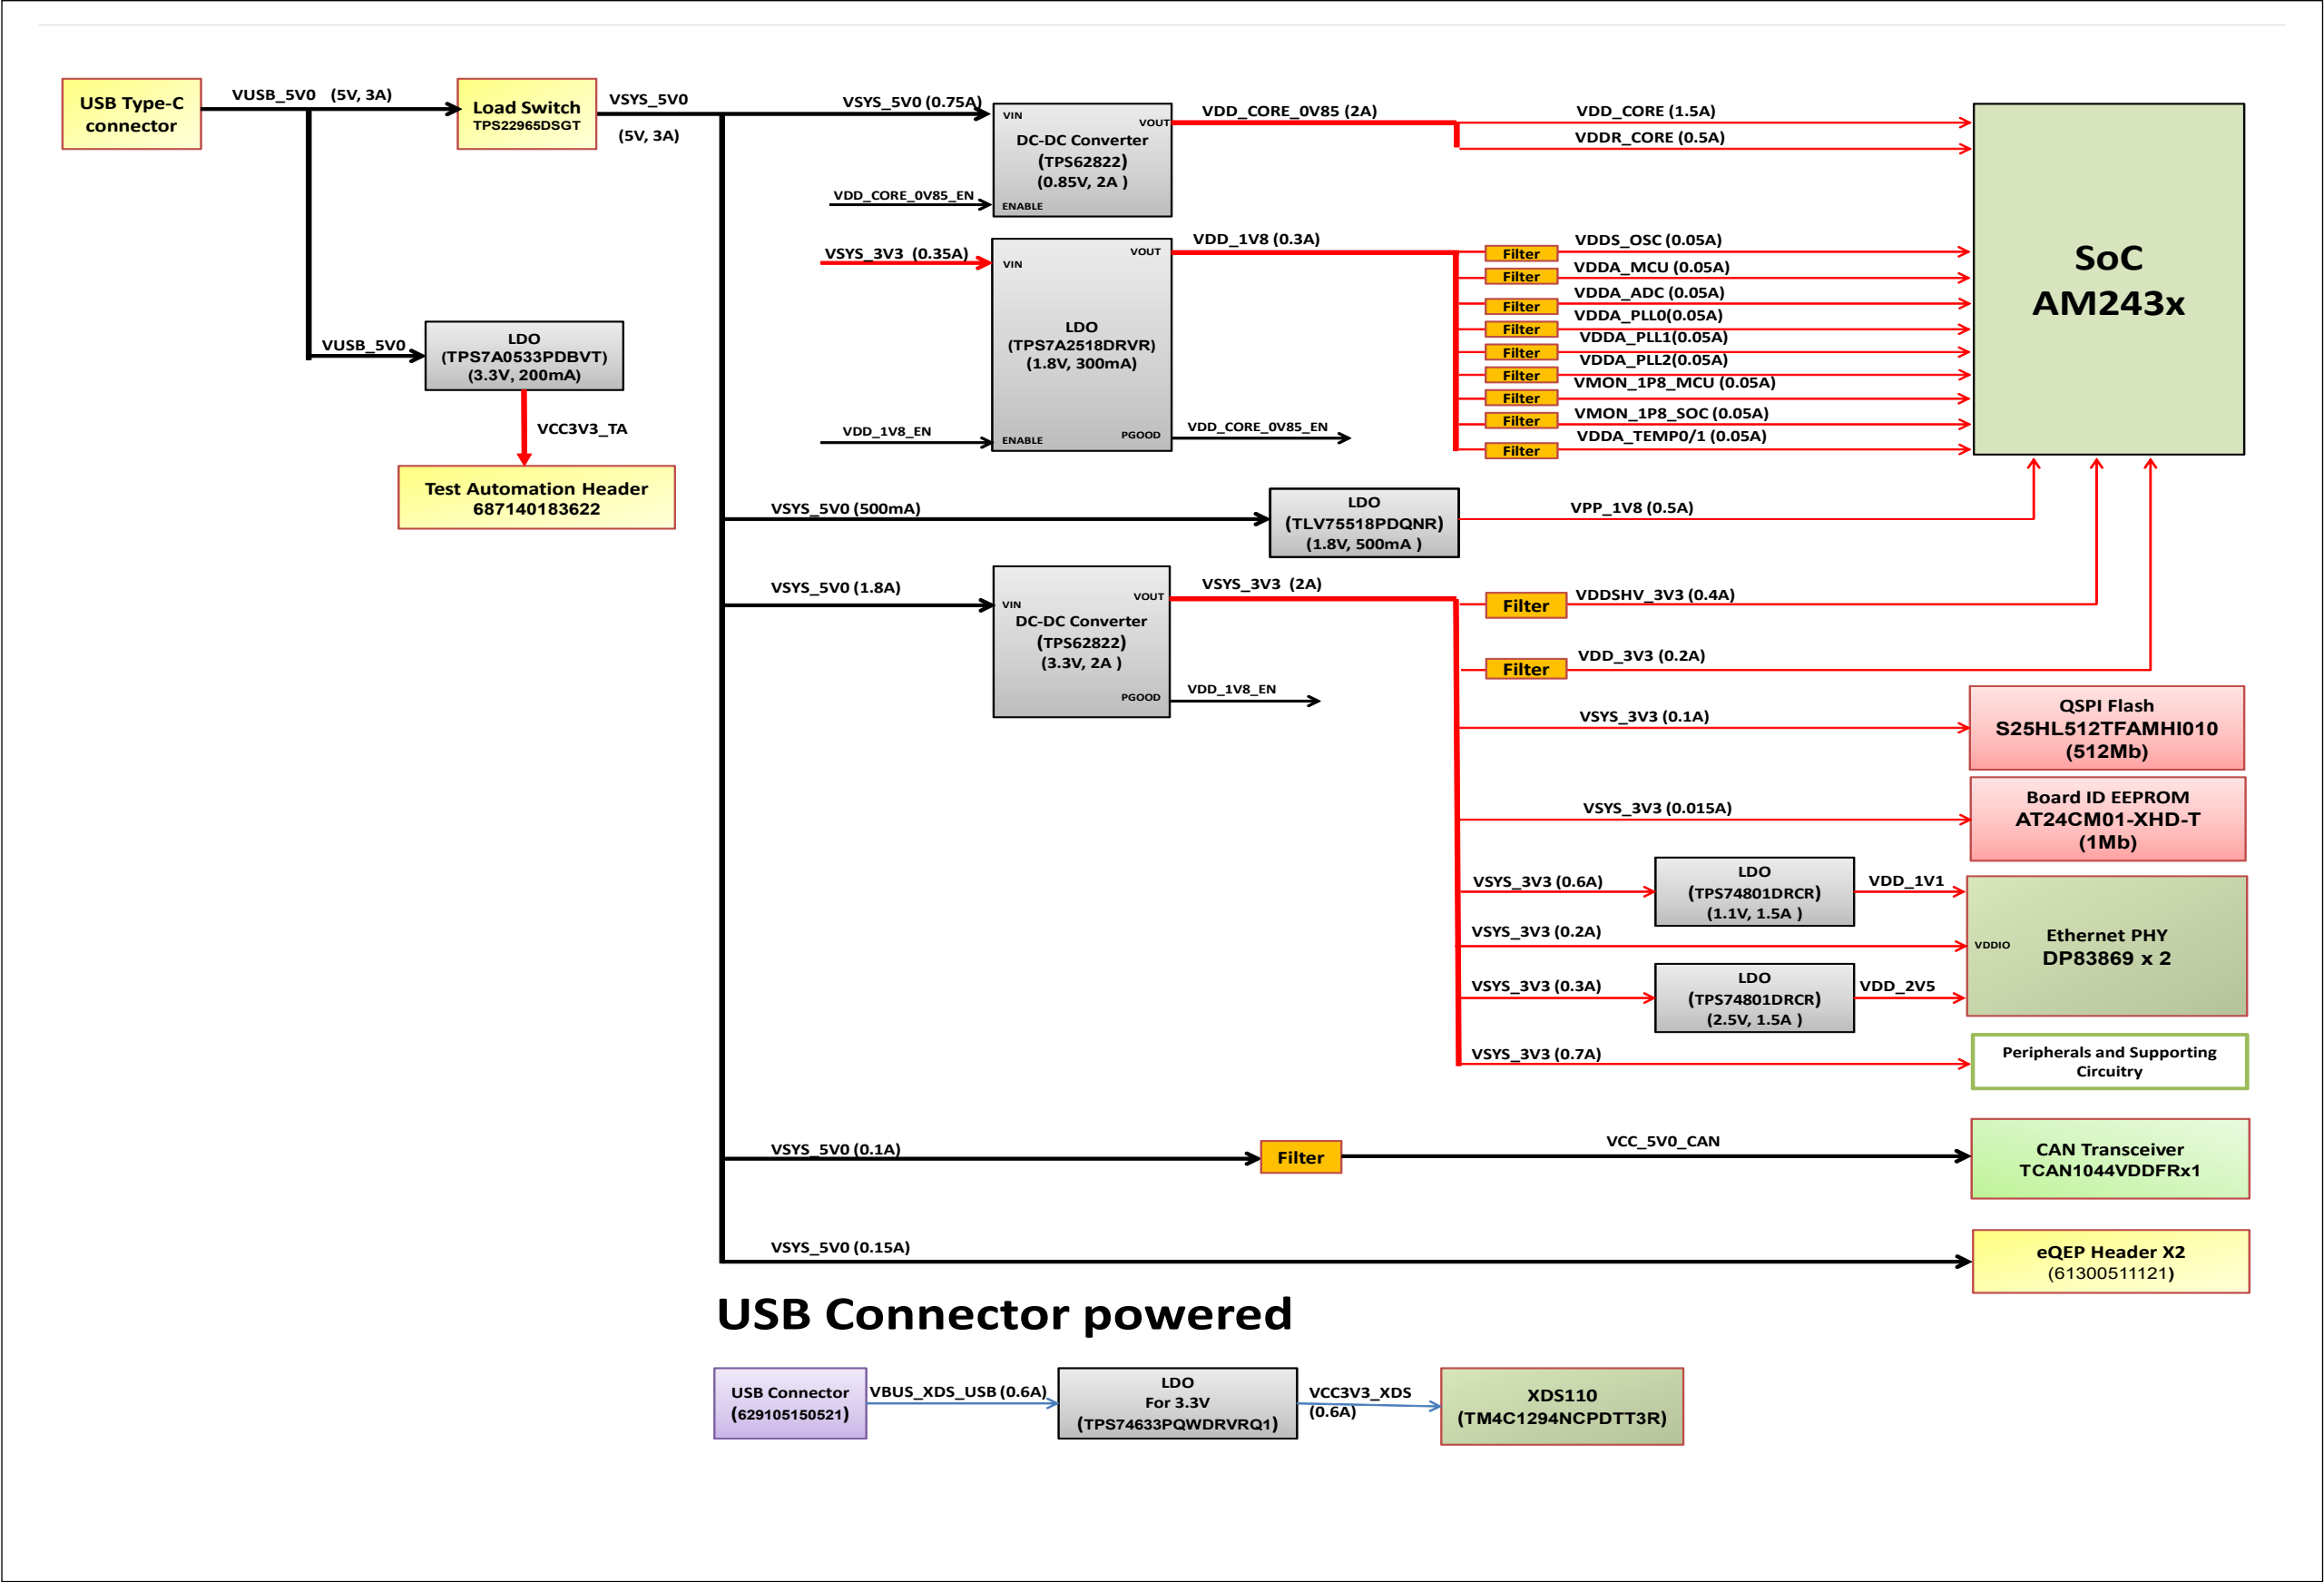 USB Type-C
connector
VUSB_5V0 (5V, 3A)
Load Switch
TPS22965DSGT
VSYS_5V0
(5V, 3A)
VSYS_5V0 (0.75A)
VIN
VOUT
DC-DC Converter
(TPS62822)
(0.85V, 2A )
ENABLE
VDD_CORE_0V85_EN
VDD_CORE_0V85 (2A)
VDD_CORE (1.5A)
VDDR_CORE (0.5A)
SoC
AM243x
VSYS_3V3 (0.35A)
VIN
VOUT
LDO
(TPS7A2518DRVR)
(1.8V, 300mA)
VDD_1V8_EN
ENABLE
PGOOD
VDD_CORE_0V85_EN
VDD_1V8 (0.3A)
Filter
VDDS_OSC (0.05A)
Filter
VDDA_MCU (0.05A)
Filter
VDDA_ADC (0.05A)
Filter
VDDA_PLL0(0.05A)
Filter
VDDA_PLL1(0.05A)
Filter
VDDA_PLL2(0.05A)
Filter
VMON_1P8_MCU (0.05A)
Filter
VMON_1P8_SOC (0.05A)
Filter
VDDA_TEMP0/1 (0.05A)
VUSB_5V0
LDO
(TPS7A0533PDBVT)
(3.3V, 200mA)
VCC3V3_TA
Test Automation Header
687140183622
VSYS_5V0 (500mA)
LDO
(TLV75518PDQNR)
(1.8V, 500mA )
VPP_1V8 (0.5A)
VSYS_5V0 (1.8A)
VIN
VOUT
DC-DC Converter
(TPS62822)
(3.3V, 2A )
PGOOD
VDD_1V8_EN
VSYS_3V3 (2A)
Filter
VDDSHV_3V3 (0.4A)
Filter
VDD_3V3 (0.2A)
VSYS_3V3 (0.1A)
QSPI Flash
S25HL512TFAMHI010
(512Mb)
VSYS_3V3 (0.015A)
Board ID EEPROM
AT24CM01-XHD-T
(1Mb)
VSYS_3V3 (0.6A)
LDO
(TPS74801DRCR)
(1.1V, 1.5A )
VDD_1V1
VSYS_3V3 (0.2A)
VDDIO
Ethernet PHY
DP83869 x 2
VSYS_3V3 (0.3A)
LDO
(TPS74801DRCR)
(2.5V, 1.5A )
VDD_2V5
VSYS_3V3 (0.7A)
Peripherals and Supporting
Circuitry
VSYS_5V0 (0.1A)
Filter
VCC_5V0_CAN
CAN Transceiver
TCAN1044VDDFRx1
VSYS_5V0 (0.15A)
eQEP Header X2
(61300511121)
USB Connector powered
USB Connector
(629105150521)
VBUS_XDS_USB (0.6A)
LDO
For 3.3V
(TPS74633PQWDRVRQ1)
VCC3V3_XDS
(0.6A)
XDS110
(TM4C1294NCPDTT3R)